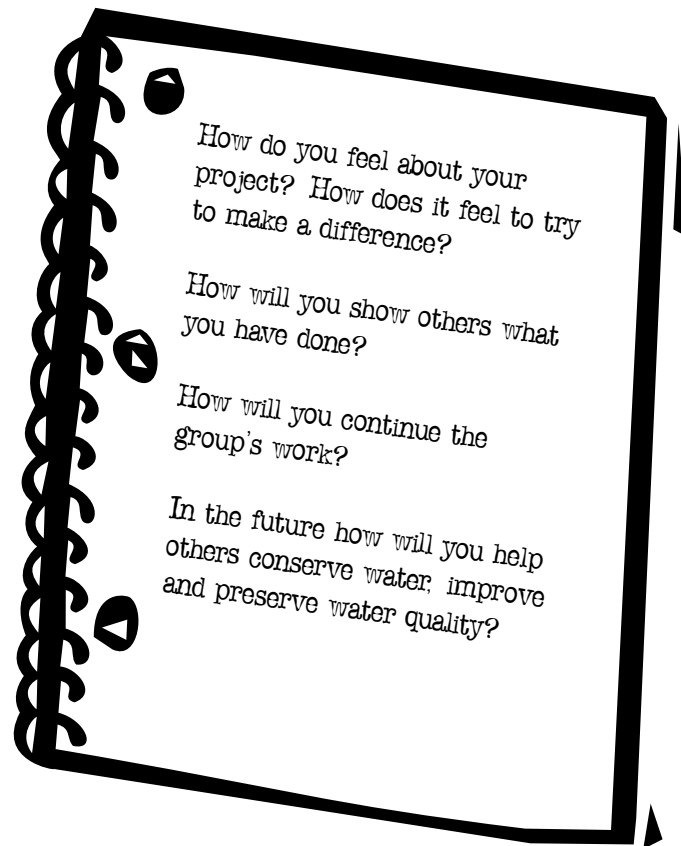 How do you feel about your
project? How does it feel to try
to make a difference?
How will you show others what
you have done?
How will you continue the
group's work?
In the future how will you help
others conserve water, improve
and preserve water quality?